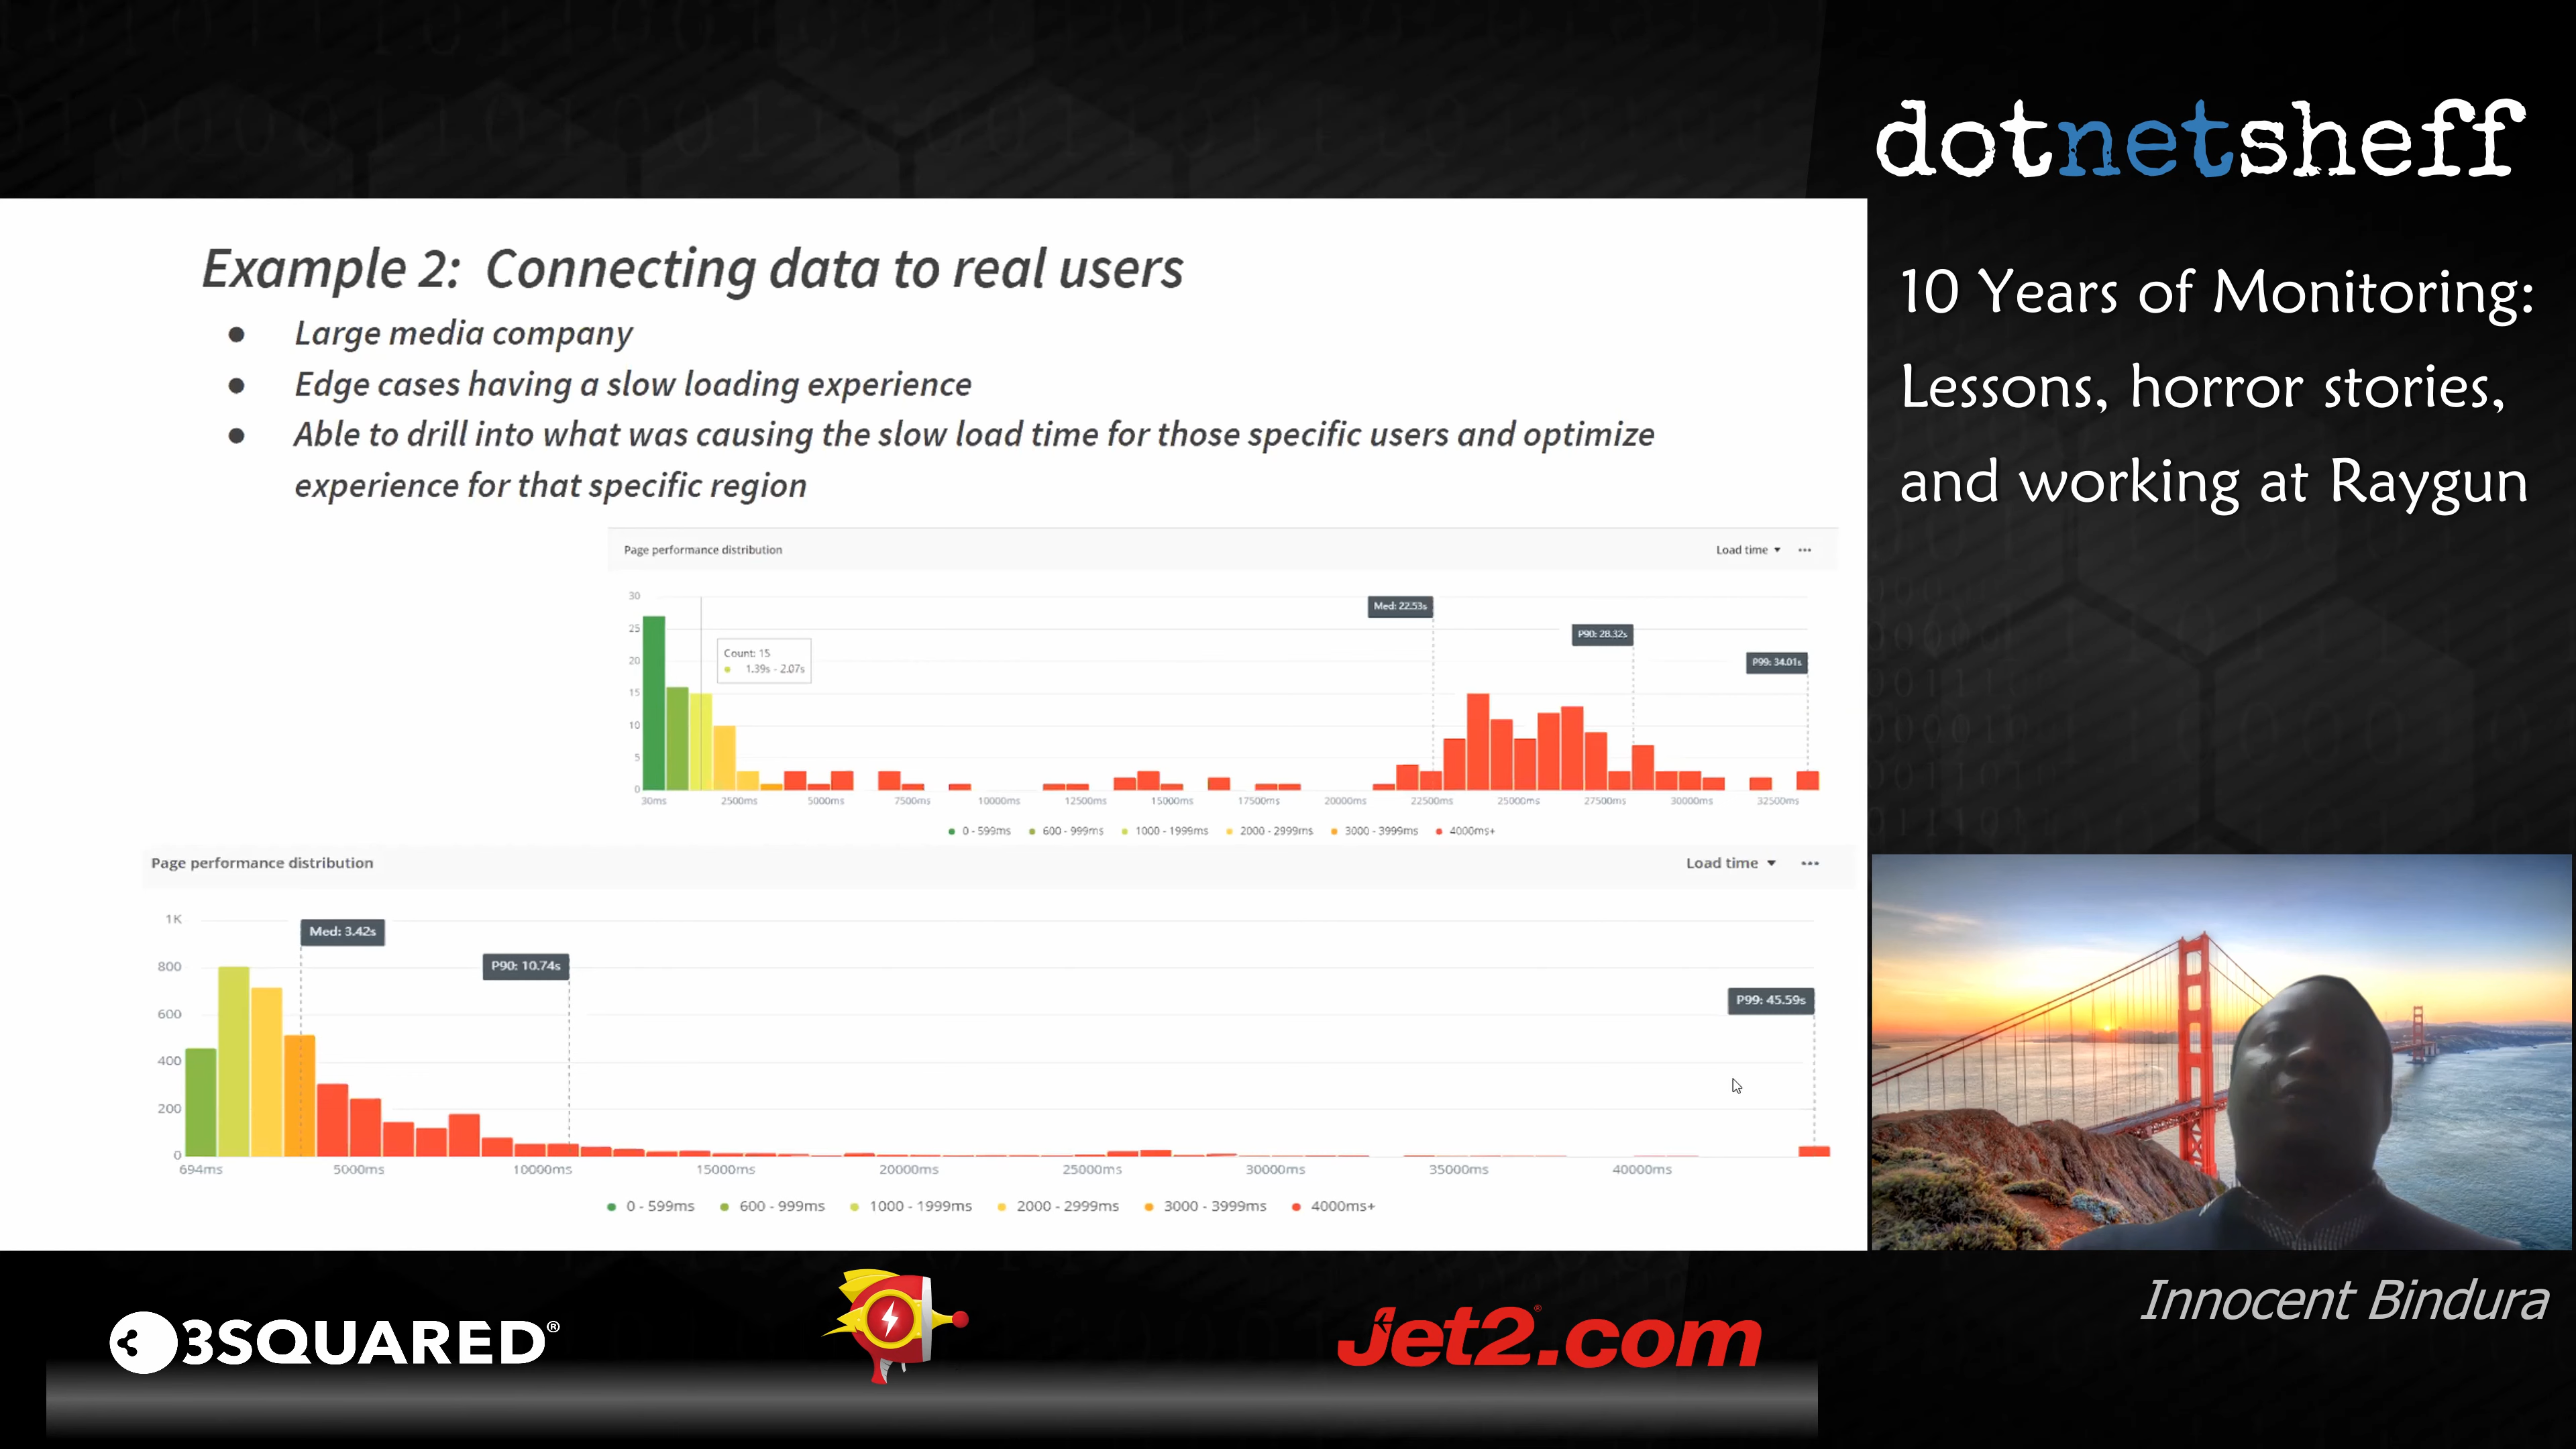 dotnetsheff
10 Years of Monitoring:
Lessons, horror stories,
and working at Raygun
Example 2: Connecting data to real users
● Large media company
● Edge cases having a slow loading experience
● Able to drill into what was causing the slow load time for those specific users and optimize
experience for that specific region
Page performance distribution
Load time
30
25
20
15
10
5
0
Count: 15
1.39s - 2.07s
Med: 22.53s
P90: 28.32s
P99: 34.01s
30ms 2500ms 5000ms 7500ms 10000ms 12500ms 15000ms 17500ms 20000ms 22500ms 25000ms 27500ms 30000ms 32500ms
0 - 599ms 600 - 999ms 1000 - 1999ms 2000 - 2999ms 3000 - 3999ms 4000ms+
Page performance distribution
Load time
1K
800
600
400
200
0
Med: 3.42s
P90: 10.74s
P99: 45.59s
694ms 5000ms 10000ms 15000ms 20000ms 25000ms 30000ms 35000ms 40000ms
0 - 599ms 600 - 999ms 1000 - 1999ms 2000 - 2999ms 3000 - 3999ms 4000ms+
Innocent Bindura
3SQUARED®
Jet2.com®